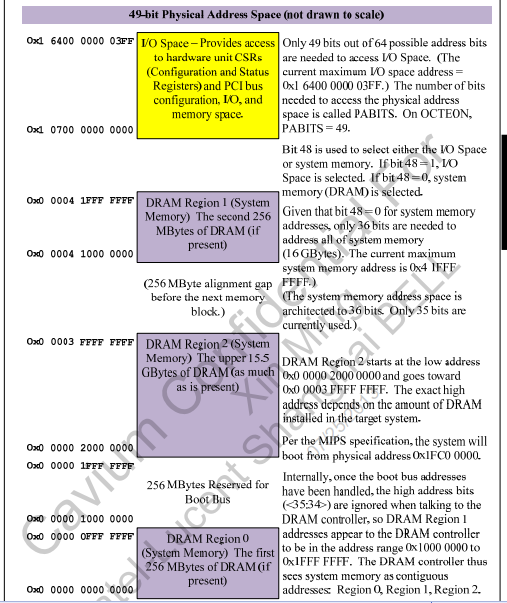 49-bit Physical Address Space (not drawn to scale)
0x1 6400 0000 03FF
I/O Space – Provides access
to hardware unit CSRs
(Configuration and Status
Registers) and PCI bus
configuration, I/O, and
memory space.
0x1 0700 0000 0000
Only 49 bits out of 64 possible address bits
are needed to access I/O Space. (The
current maximum I/O space address =
0x1 6400 0000 03FF.) The number of bits
needed to access the physical address
space is called PABITS. On OCTEON,
PABITS = 49.
Bit 48 is used to select either the I/O Space
or system memory. If bit 48 = 1, I/O
Space is selected. If bit 48 = 0, system
memory (DRAM) is selected.
0x0 0004 1FFF FFFF
DRAM Region 1 (System
Memory) The second 256
MBytes of DRAM (if
present)
0x0 0004 1000 0000
Given that bit 48 = 0 for system memory
addresses, only 36 bits are needed to
address all of system memory
(16 GBytes). The current maximum
system memory address is 0x4 1FFF
FFFF.)
(The system memory address space is
architected to 36 bits. Only 35 bits are
currently used.)
(256 MByte alignment gap
before the next memory
block.)
0x0 0003 FFFF FFFF
DRAM Region 2 (System
Memory) The upper 15.5
GBytes of DRAM (as much
as is present)
0x0 0000 2000 0000
DRAM Region 2 starts at the low address
0x0 0000 2000 0000 and goes toward
0x0 0003 FFFF FFFF. The exact high
address depends on the amount of DRAM
installed in the target system.
Per the MIPS specification, the system will
boot from physical address 0x1FC0 0000.
0x0 0000 1FFF FFFF
256 MBytes Reserved for
Boot Bus
0x0 0000 1000 0000
0x0 0000 0FFF FFFF
DRAM Region 0
(System Memory) The first
256 MBytes of DRAM (if
present)
0x0 0000 0000 0000
Internally, once the boot bus addresses
have been handled, the high address bits
(<35:34>) are ignored when talking to the
DRAM controller, so DRAM Region 1
addresses appear to the DRAM controller
to be in the address range 0x1000 0000 to
0x1FFF FFFF. The DRAM controller thus
sees system memory as contiguous
addresses: Region 0, Region 1, Region 2.
Cavium Confidential For
Xin Ming
Lucent Shanghai BELL